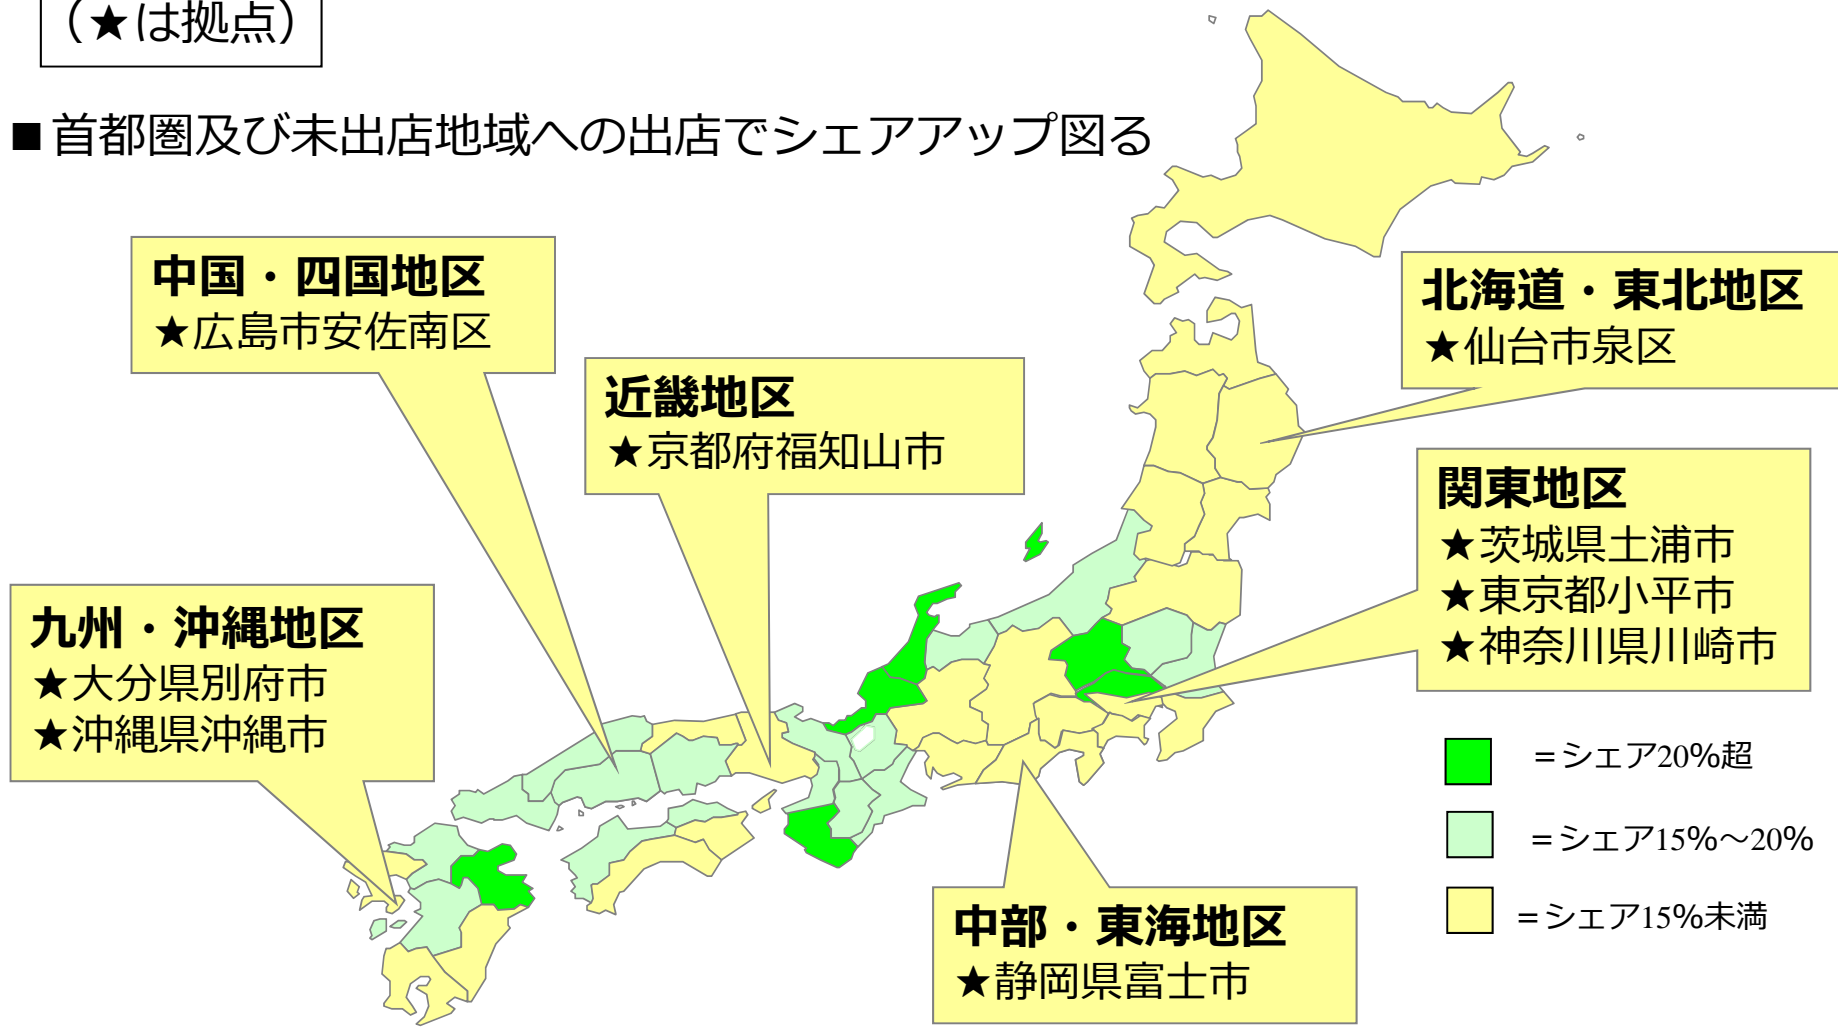 （★は拠点）
■首都圏及び未出店地域への出店でシェアアップ図る
中国・四国地区
★広島市安佐南区
近畿地区
★京都府福知山市
北海道・東北地区
★仙台市泉区
関東地区
★茨城県土浦市
★東京都小平市
★神奈川県川崎市
九州・沖縄地区
★大分県別府市
★沖縄県沖縄市
中部・東海地区
★静岡県富士市
＝シェア20%超
＝シェア15%～20%
＝シェア15%未満